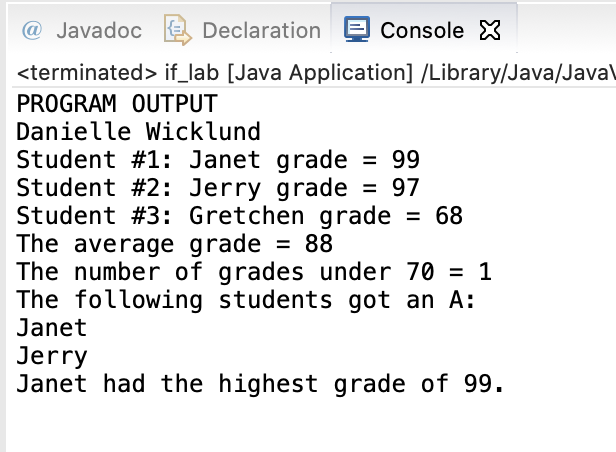 @ Javadoc Declaration Console
<terminated> if_lab [Java Application] /Library/Java/Java
PROGRAM OUTPUT
Danielle Wicklund
Student #1: Janet grade = 99
Student #2: Jerry grade = 97
Student #3: Gretchen grade = 68
The average grade = 88
The number of grades under 70 = 1
The following students got an A:
Janet
Jerry
Janet had the highest grade of 99.